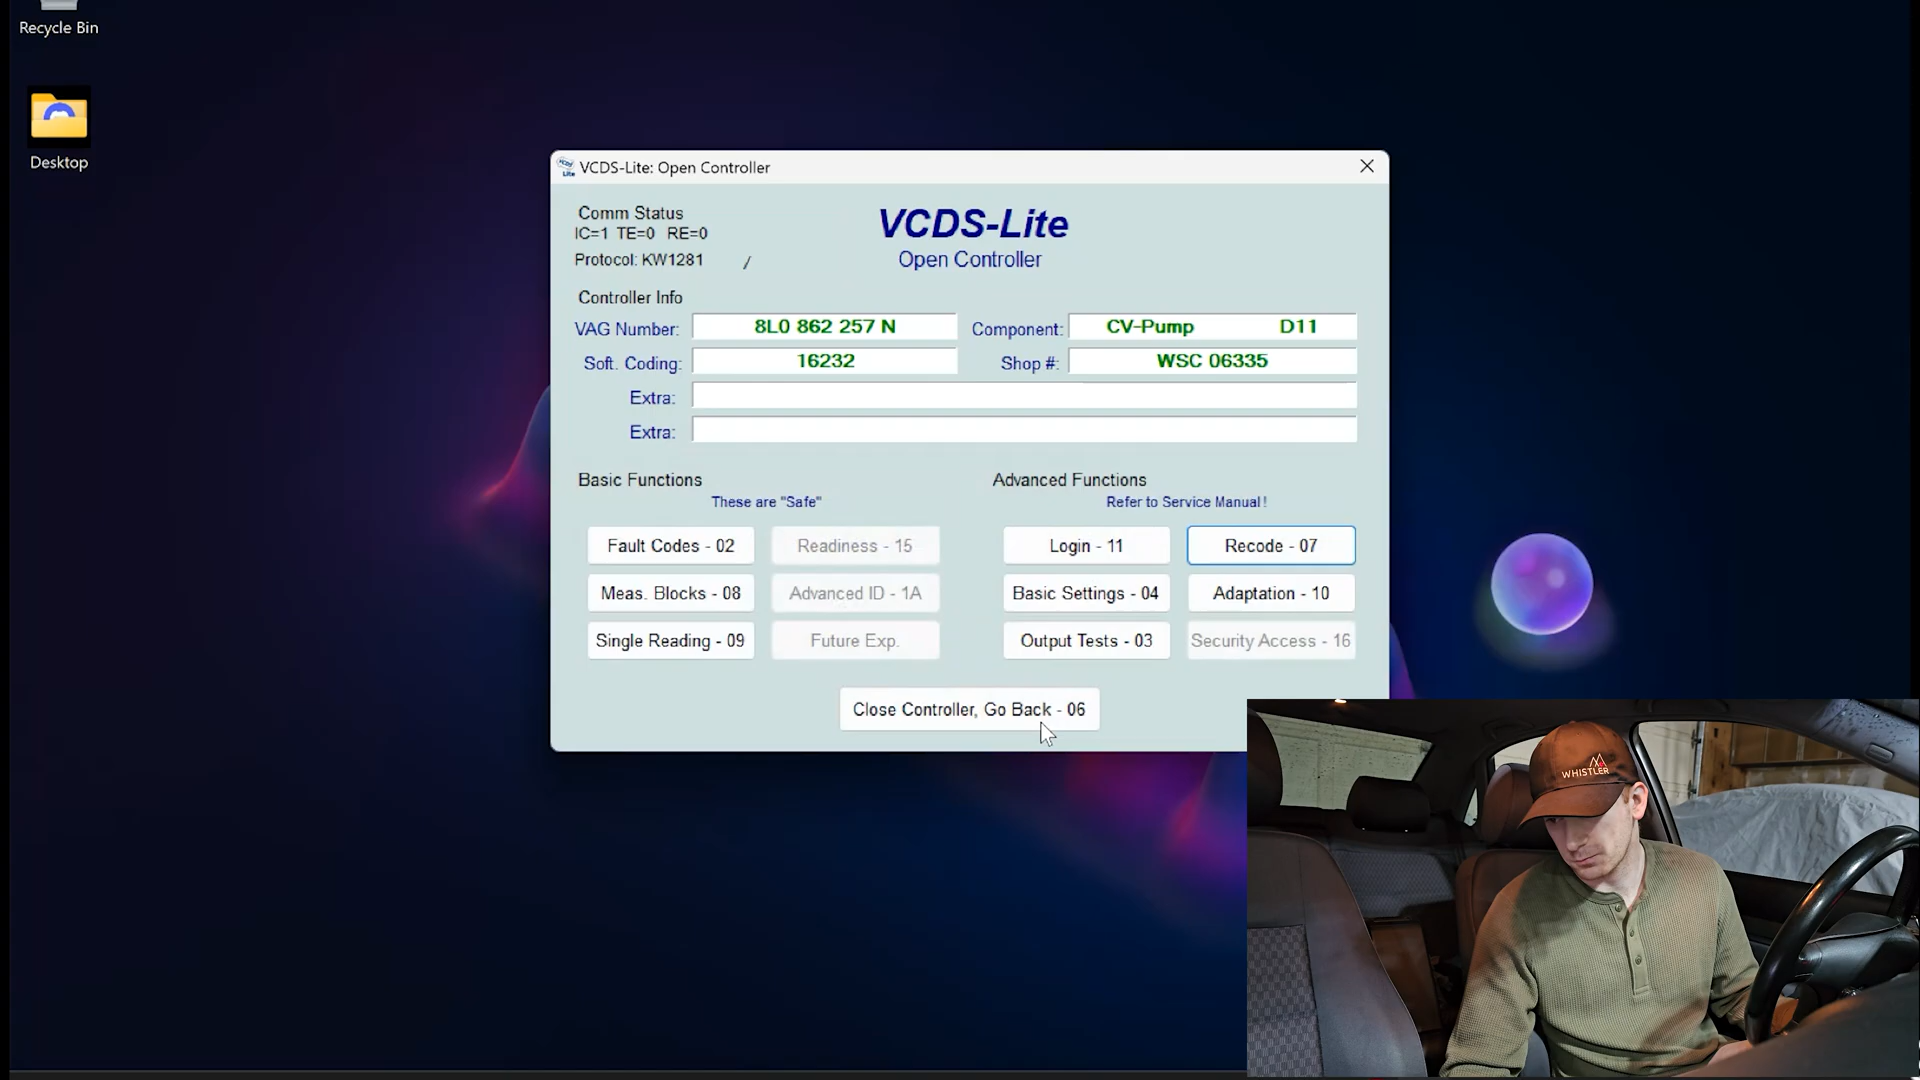 Recycle Bin
Desktop
VCDS-Lite: Open Controller
Comm Status
IC=1 TE=0 RE=0
Protocol: KW1281 /
VCDS-Lite
Open Controller
Controller Info
VAG Number: 8L0 862 257 N Component: CV-Pump D11
Soft. Coding: 16232 Shop #: WSC 06335
Extra:
Extra:
Basic Functions
These are "Safe"
Advanced Functions
Refer to Service Manual!
Fault Codes - 02 Readiness - 15 Login - 11 Recode - 07
Meas. Blocks - 08 Advanced ID - 1A Basic Settings - 04 Adaptation - 10
Single Reading - 09 Future Exp. Output Tests - 03 Security Access - 16
Close Controller, Go Back - 06
WHISTLER